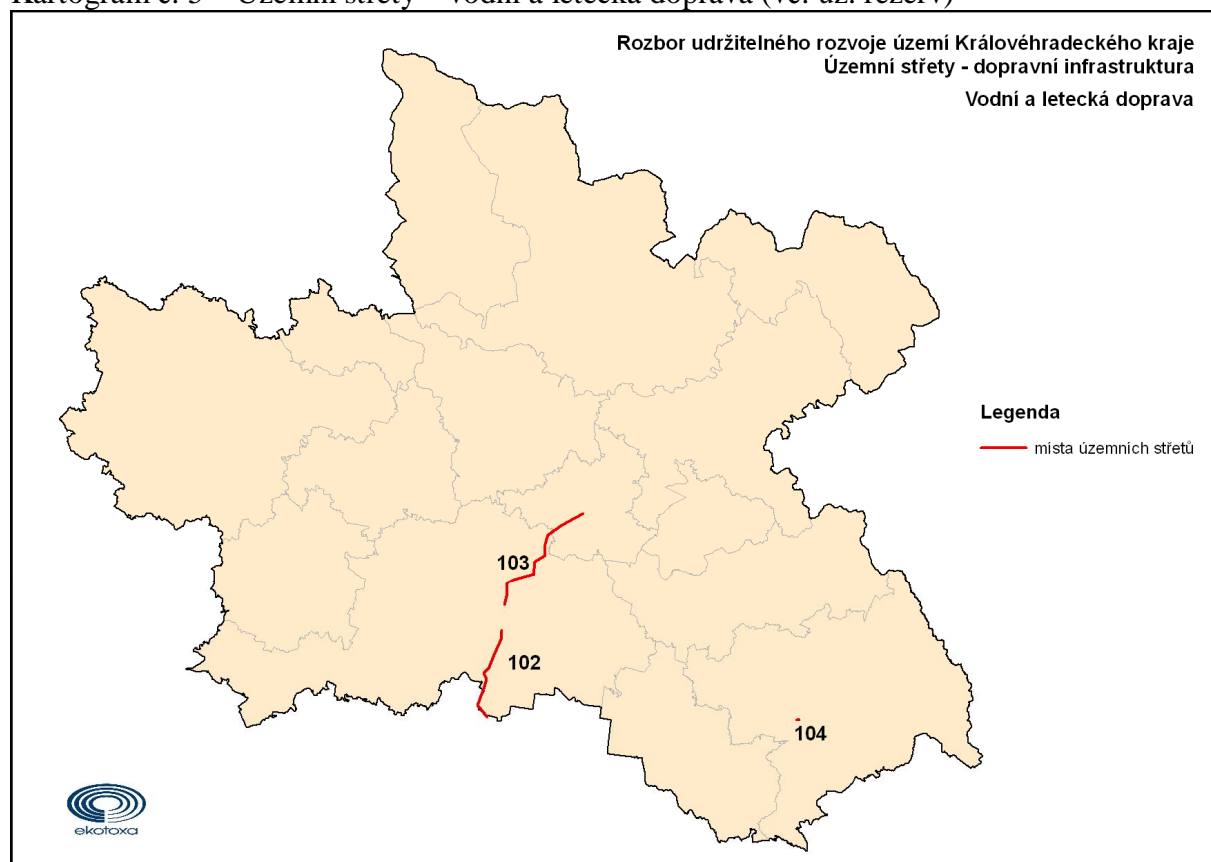 Rozbor udržitelného rozvoje území Královéhradeckého kraje
Územní střety - dopravní infrastruktura
Vodní a letecká doprava
Legenda
místa územních střetů
103
102
104
ekotoxa